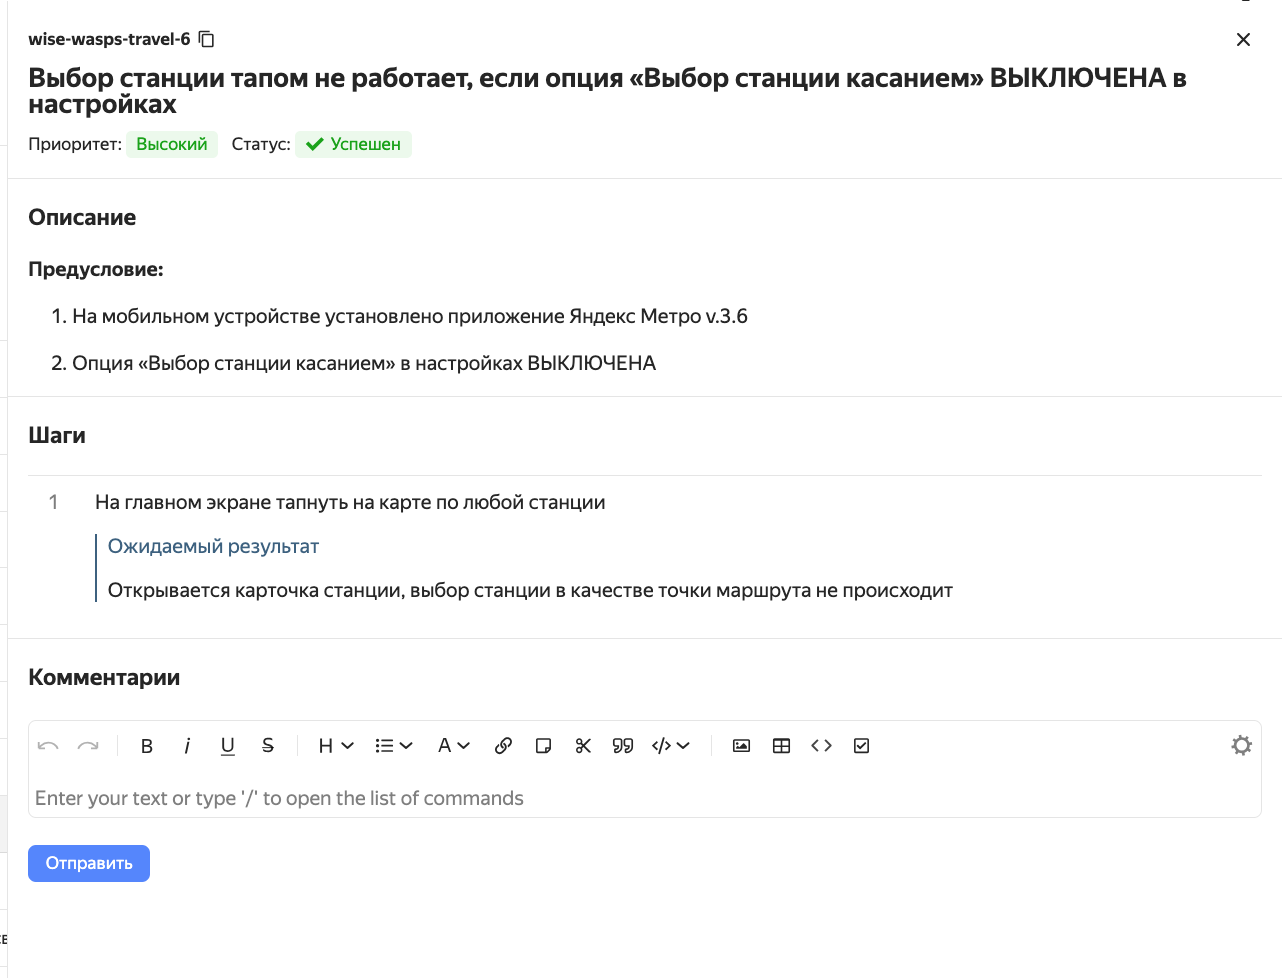 wise-wasps-travel-6
Выбор станции тапом не работает, если опция «Выбор станции касанием» ВЫКЛЮЧЕНА в
настройках
Приоритет: Высокий Статус: Успешен
Описание
Предусловие:
1. На мобильном устройстве установлено приложение Яндекс Метро v.3.6
2. Опция «Выбор станции касанием» в настройках ВЫКЛЮЧЕНА
Шаги
1 На главном экране тапнуть на карте по любой станции
Ожидаемый результат
Открывается карточка станции, выбор станции в качестве точки маршрута не происходит
Комментарии
B i U S H A </> <>
Enter your text or type '/' to open the list of commands
Отправить